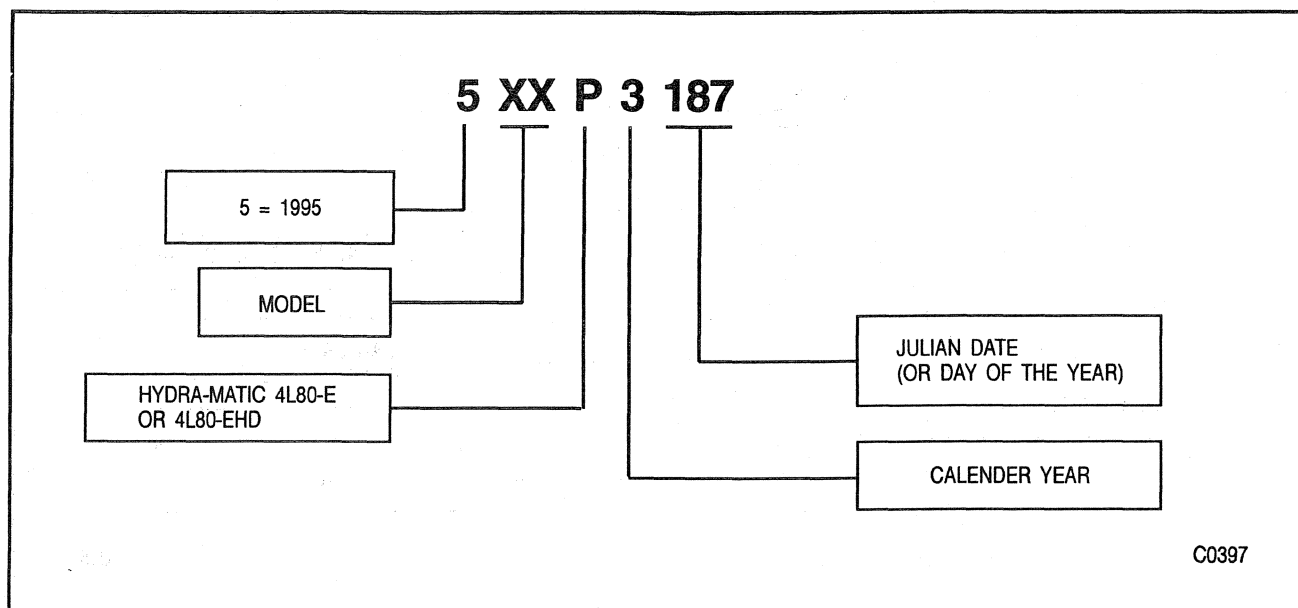 5 XX P 3 187
5 = 1995
MODEL
HYDRA-MATIC 4L80-E
OR 4L80-EHD
JULIAN DATE
(OR DAY OF THE YEAR)
CALENDER YEAR
C0397